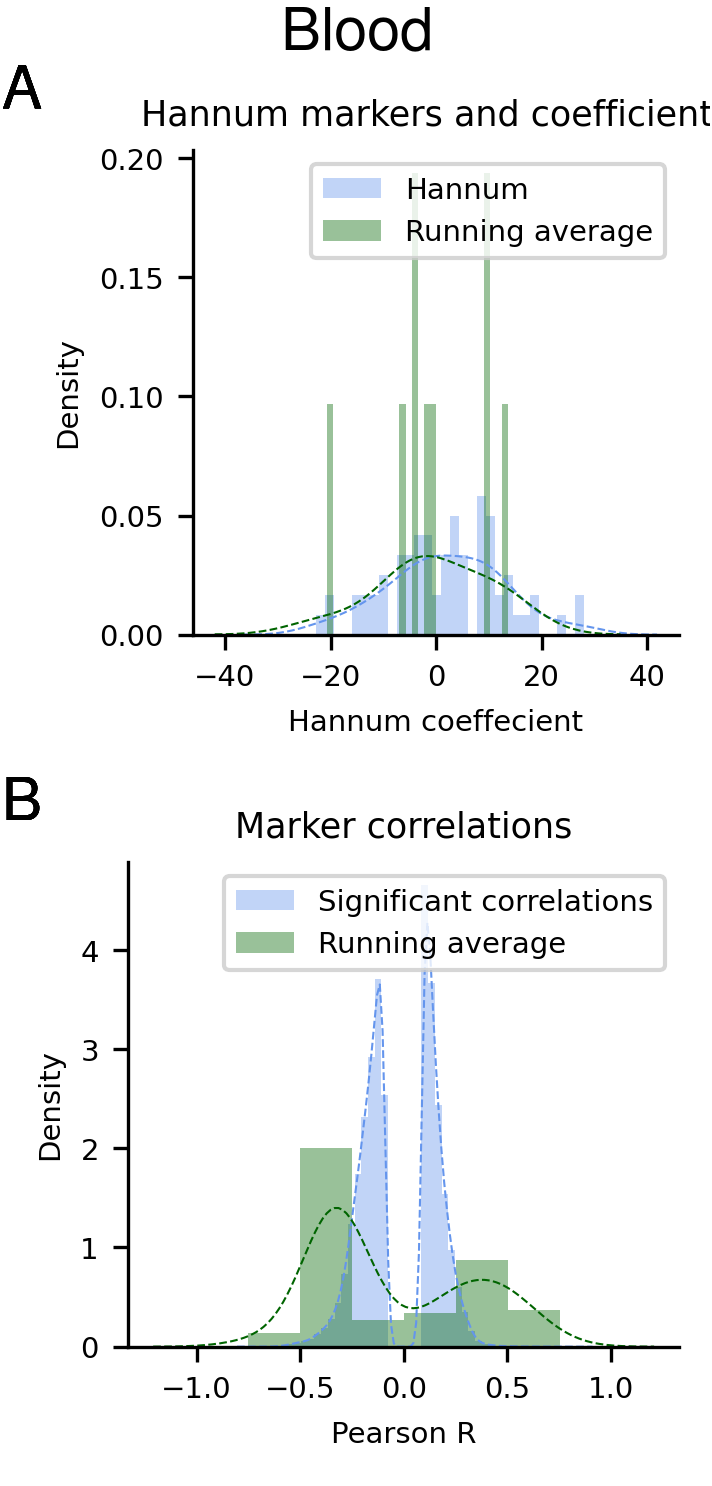 Blood
A
Hannum markers and coefficient
0.20
Hannum
Running average
0.15
0.10
0.05
0.00
Density
−40 −20 0 20 40
Hannum coeffecient
B
Marker correlations
Significant correlations
Running average
4
3
2
1
0
Density
−1.0 −0.5 0.0 0.5 1.0
Pearson R